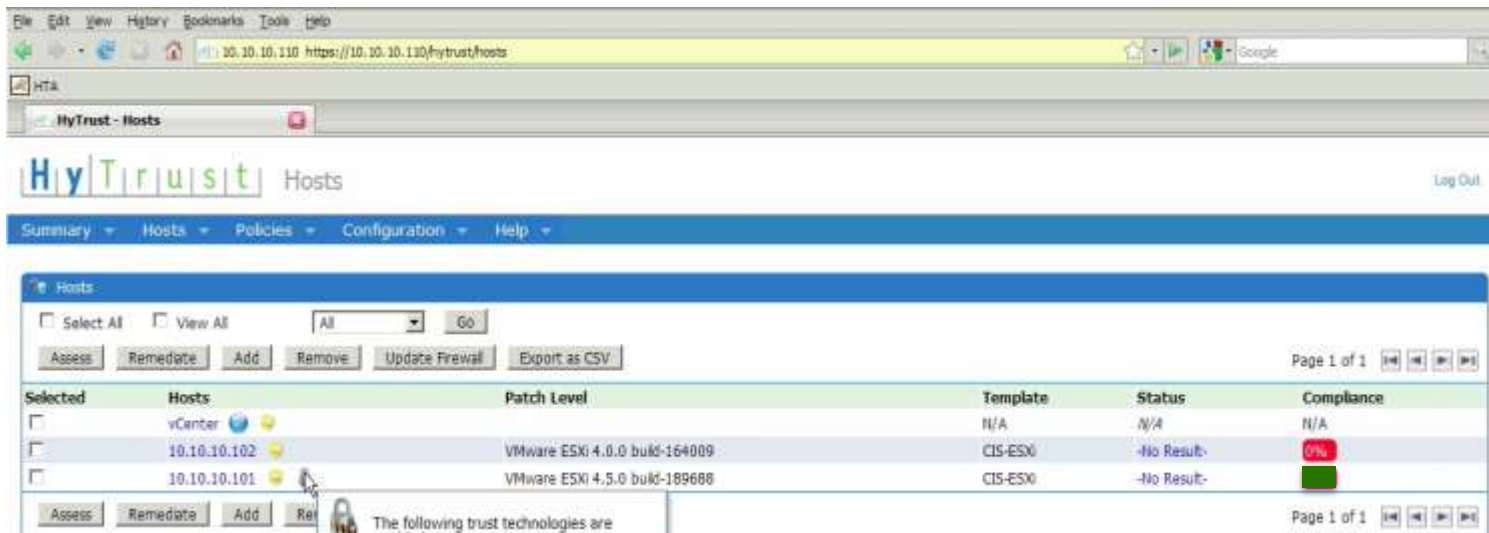 File Edit View History Bookmarks Tools Help
10.10.10.110 https://10.10.10.110/hytrust/hosts
Google
HTA
HyTrust - Hosts
HyTrust Hosts
Log Out
Summary Hosts Policies Configuration Help
Hosts
Select All View All All Go
Assess Remediate Add Remove Update Firewall Export as CSV Page 1 of 1
Selected Hosts Patch Level Template Status Compliance
vCenter N/A N/A N/A
10.10.10.102 VMware ESXi 4.0.0 build-164009 CIS-ESXi -No Result- 0%
10.10.10.101 VMware ESXi 4.5.0 build-189688 CIS-ESXi -No Result-
Assess Remediate Add Page 1 of 1
The following trust technologies are